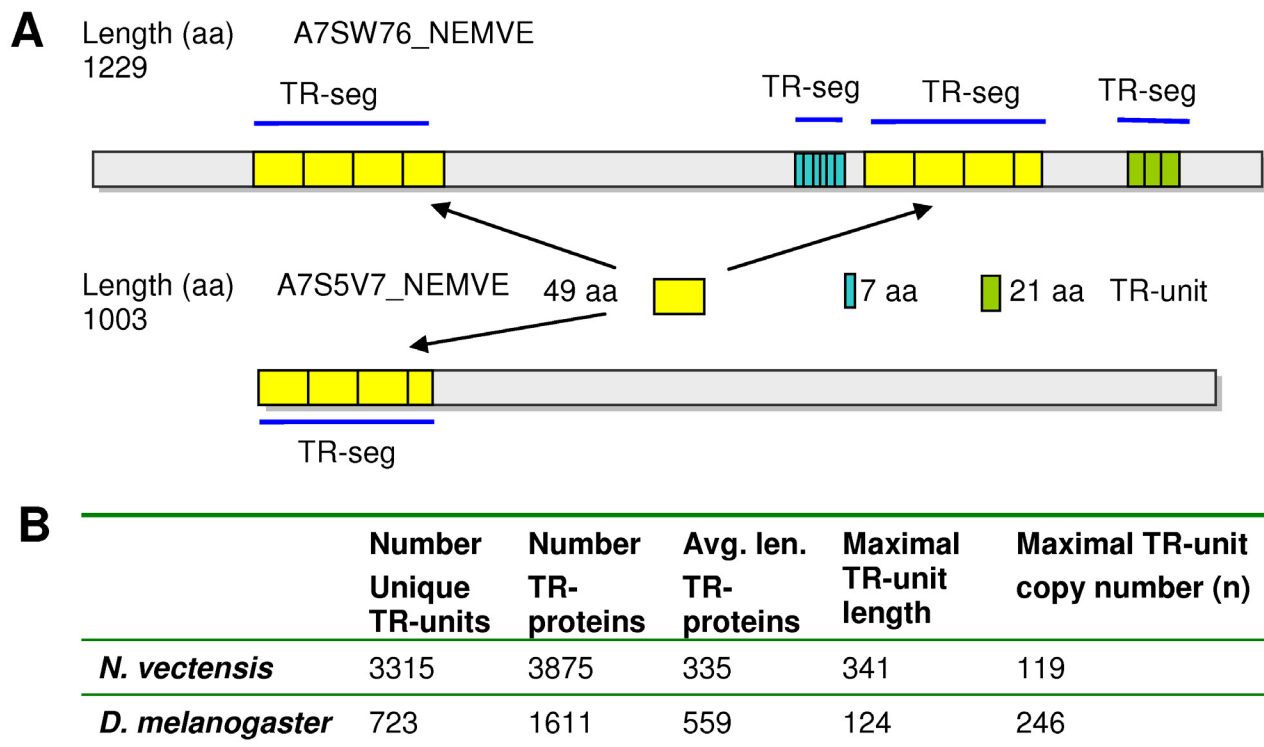 A
Length (aa) A7SW76_NEMVE
1229
TR-seg TR-seg TR-seg TR-seg
Length (aa) A7S5V7_NEMVE 49 aa 7 aa 21 aa TR-unit
1003
TR-seg
B
Number Number Avg. len. Maximal Maximal TR-unit
Unique TR- TR- TR-unit copy number (n)
TR-units proteins proteins length
N. vectensis 3315 3875 335 341 119
D. melanogaster 723 1611 559 124 246